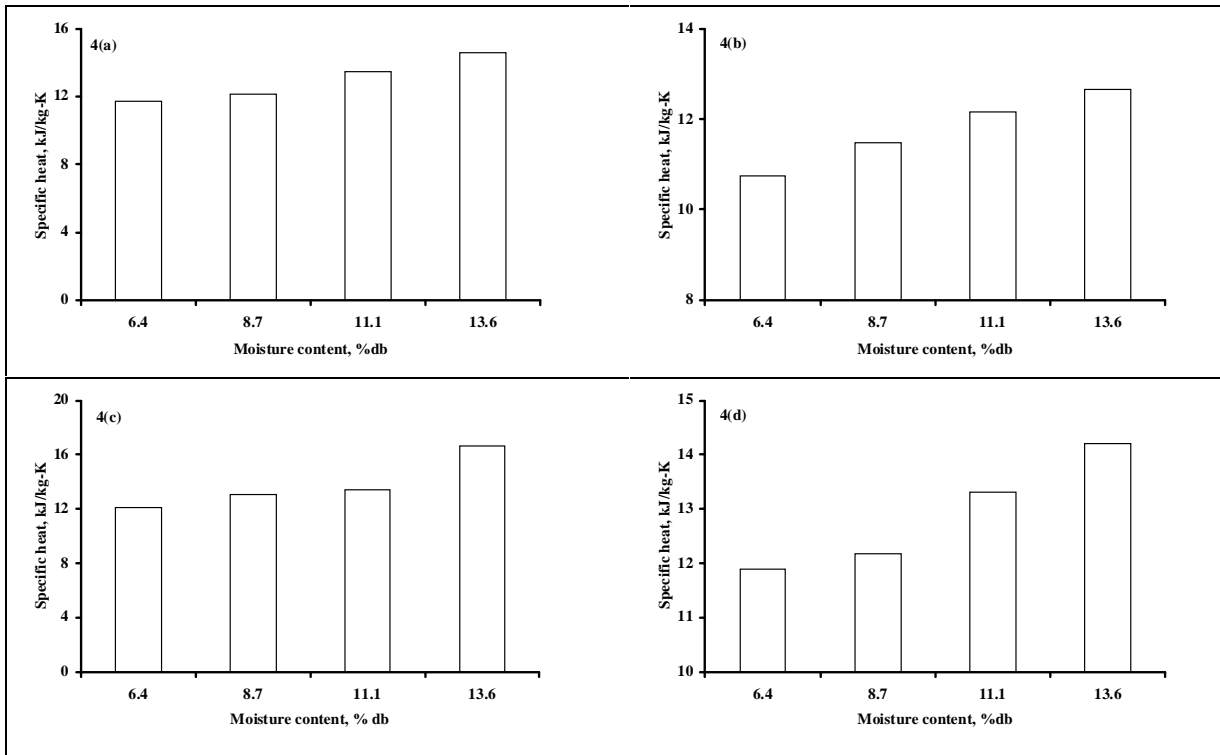 4(a)
Specific heat, kJ/kg-K
16
12
8
4
0
6.4 8.7 11.1 13.6
Moisture content, %db
4(b)
Specific heat, kJ/kg-K
14
12
10
8
6.4 8.7 11.1 13.6
Moisture content, %db
4(c)
Specific heat, kJ/kg-K
20
16
12
8
4
0
6.4 8.7 11.1 13.6
Moisture content, % db
4(d)
Specific heat, kJ/kg-K
15
14
13
12
11
10
6.4 8.7 11.1 13.6
Moisture content, %db